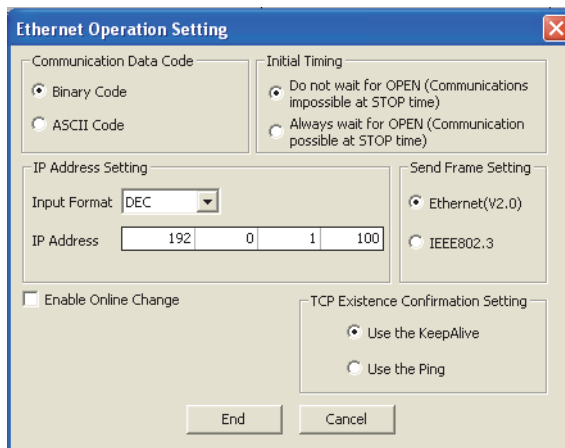 Ethernet Operation Setting
Communication Data Code
Binary Code
ASCII Code
Initial Timing
Do not wait for OPEN (Communications
impossible at STOP time)
Always wait for OPEN (Communication
possible at STOP time)
IP Address Setting
Input Format DEC
IP Address 192 0 1 100
Send Frame Setting
Ethernet(V2.0)
IEEE802.3
Enable Online Change
TCP Existence Confirmation Setting
Use the KeepAlive
Use the Ping
End Cancel